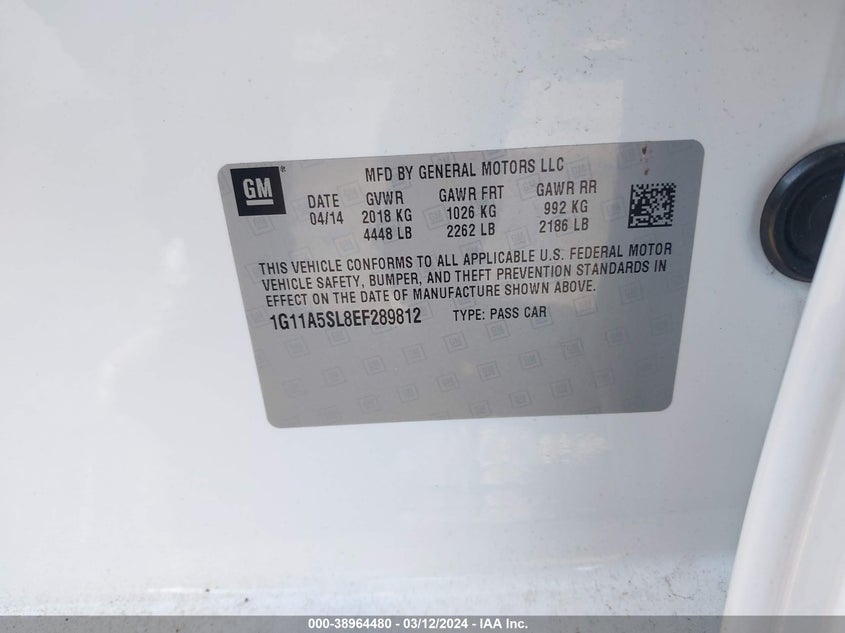 GM
MFD BY GENERAL MOTORS LLC
DATE GVWR GAWR FRT GAWR RR
04/14 2018 KG 1026 KG 992 KG
4448 LB 2262 LB 2186 LB
THIS VEHICLE CONFORMS TO ALL APPLICABLE U.S. FEDERAL MOTOR
VEHICLE SAFETY, BUMPER, AND THEFT PREVENTION STANDARDS IN
EFFECT ON THE DATE OF MANUFACTURE SHOWN ABOVE.
1G11A5SL8EF289812 TYPE: PASS CAR
000-38964480 - 03/12/2024 - IAA Inc.